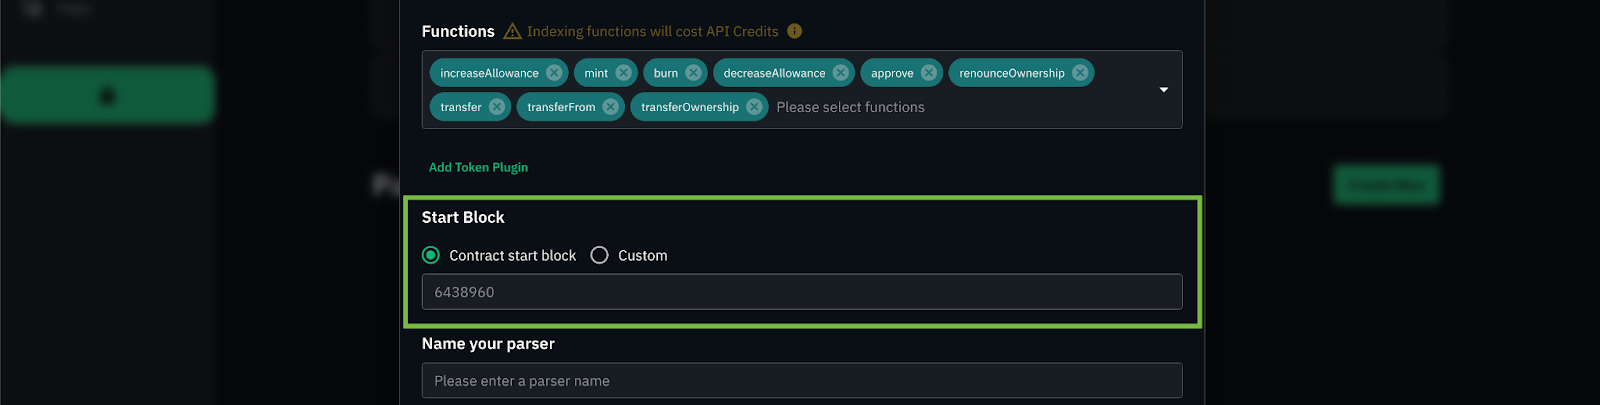 Functions Indexing functions will cost API Credits
increaseAllowance mint burn decreaseAllowance approve renounceOwnership
transfer transferFrom transferOwnership Please select functions
Add Token Plugin
Start Block
Contract start block Custom
6438960
Name your parser
Please enter a parser name